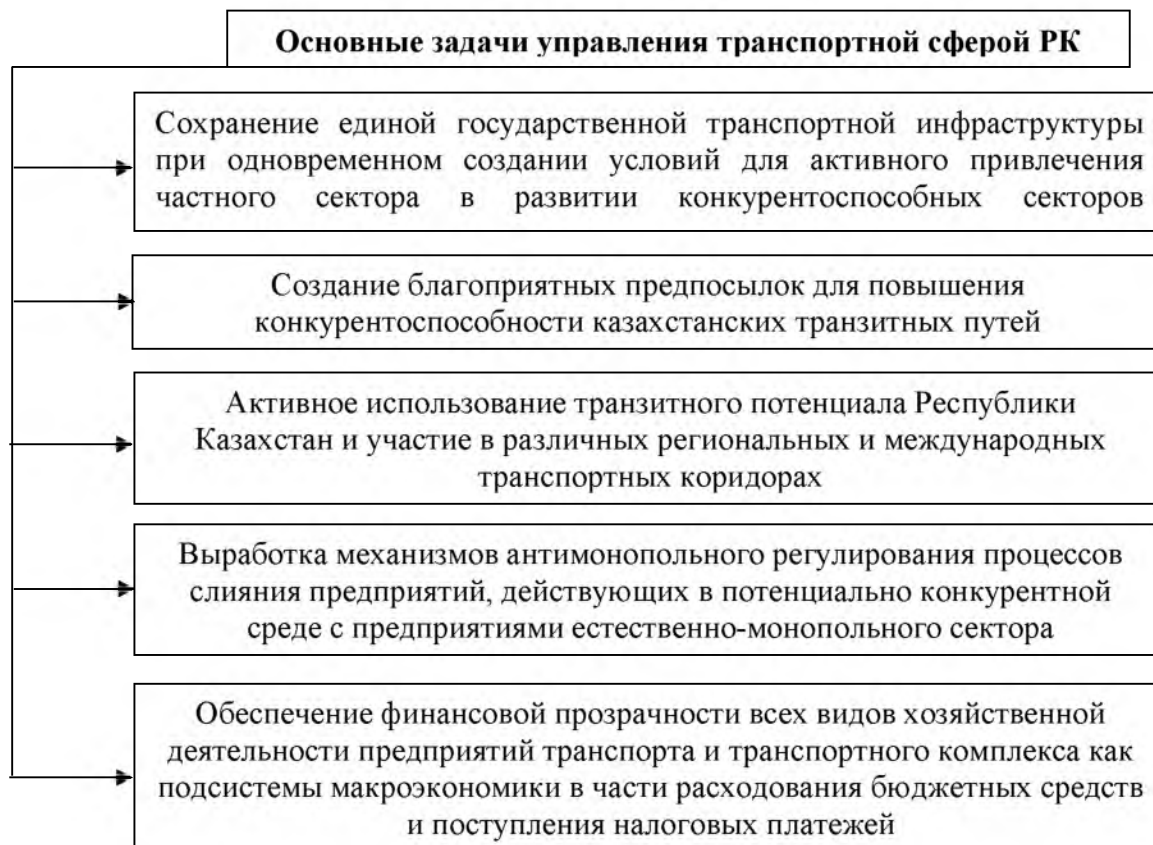 Основные задачи управления транспортной сферой РК
Сохранение единой государственной транспортной инфраструктуры
при одновременном создании условий для активного привлечения
частного сектора в развитии конкурентоспособных секторов
Создание благоприятных предпосылок для повышения
конкурентоспособности казахстанских транзитных путей
Активное использование транзитного потенциала Республики
Казахстан и участие в различных региональных и международных
транспортных коридорах
Выработка механизмов антимонопольного регулирования процессов
слияния предприятий, действующих в потенциально конкурентной
среде с предприятиями естественно-монопольного сектора
Обеспечение финансовой прозрачности всех видов хозяйственной
деятельности предприятий транспорта и транспортного комплекса как
подсистемы макроэкономики в части расходования бюджетных средств
и поступления налоговых платежей